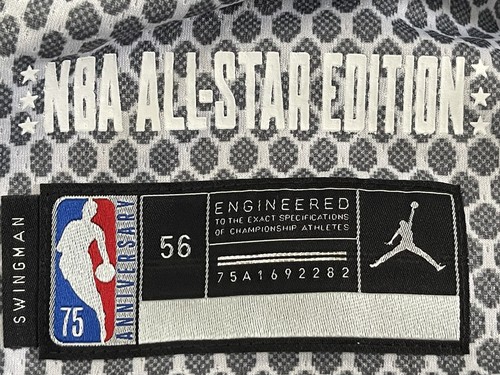 NBA ALL-STAR EDITION
SWINGMAN
75
ANNIVERSARY
56
ENGINEERED
TO THE EXACT SPECIFICATIONS
OF CHAMPIONSHIP ATHLETES
75A1692282